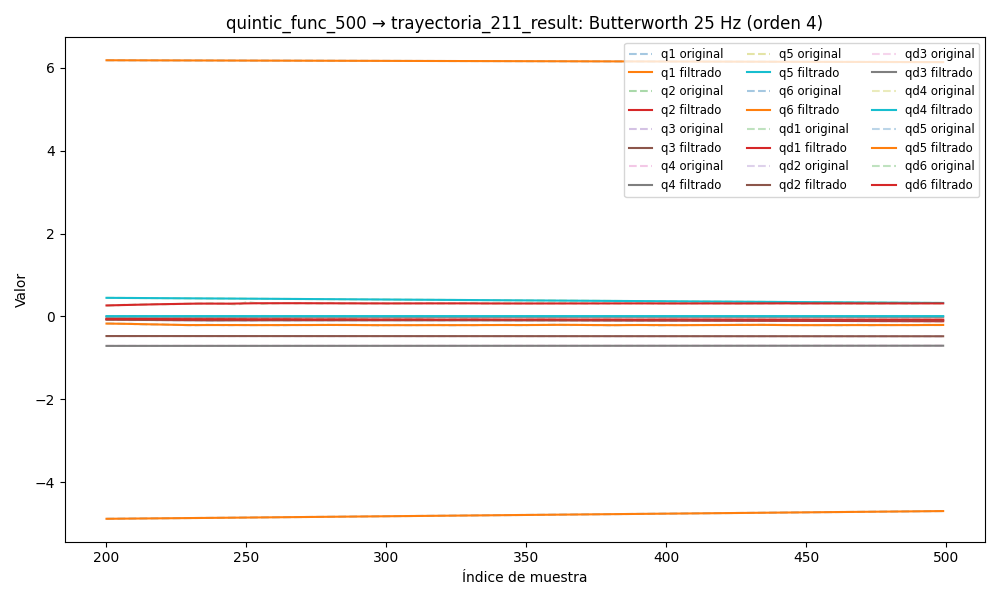 quintic_func_500 → trayectoria_211_result: Butterworth 25 Hz (orden 4)
q1 original
q1 filtrado
q2 original
q2 filtrado
q3 original
q3 filtrado
q4 original
q4 filtrado
q5 original
q5 filtrado
q6 original
q6 filtrado
qd1 original
qd1 filtrado
qd2 original
qd2 filtrado
qd3 original
qd3 filtrado
qd4 original
qd4 filtrado
qd5 original
qd5 filtrado
qd6 original
qd6 filtrado
Valor
6
4
2
0
−2
−4
200
250
300
350
400
450
500
Índice de muestra